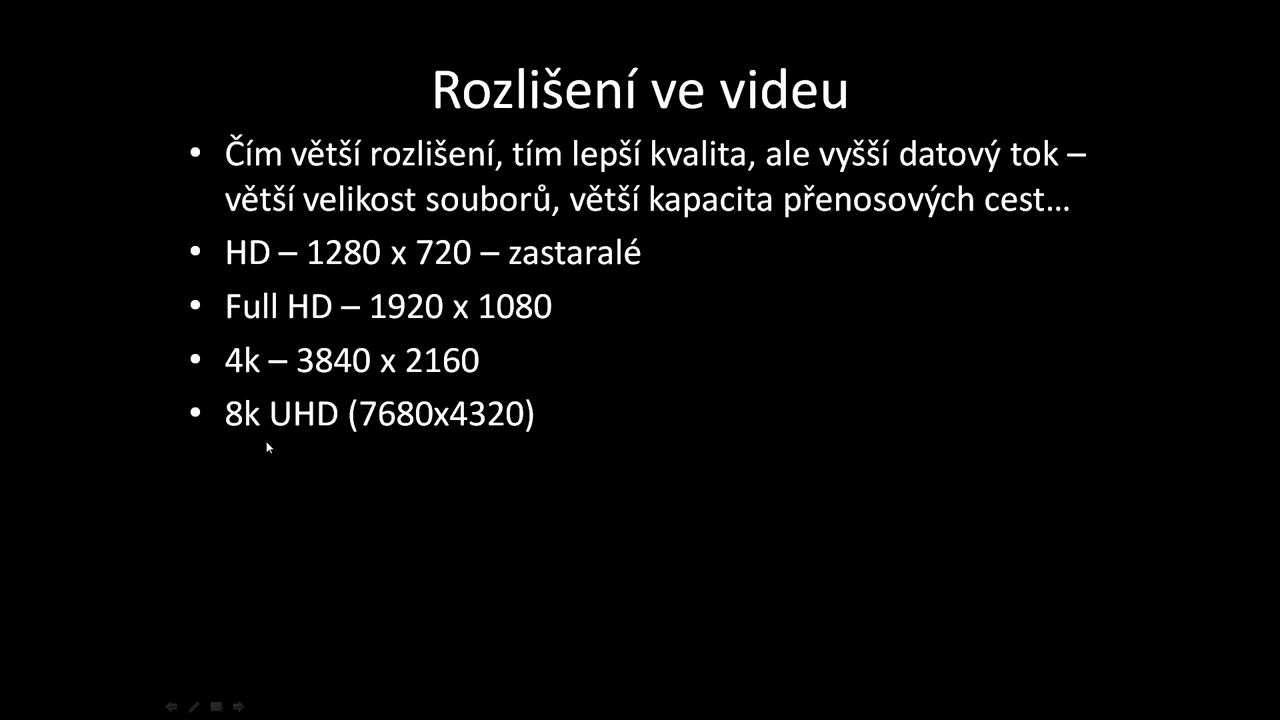 Rozlišení ve videu
• Čím větší rozlišení, tím lepší kvalita, ale vyšší datový tok –
větší velikost souborů, větší kapacita přenosových cest…
• HD – 1280 x 720 – zastaralé
• Full HD – 1920 x 1080
• 4k – 3840 x 2160
• 8k UHD (7680x4320)